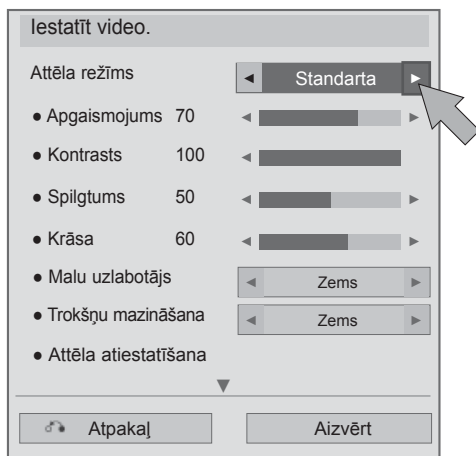 Iestatīt video.
Attēla režīms ◄ Standarta ►
● Apgaismojums 70 ◄ ►
● Kontrasts 100 ◄
● Spilgtums 50 ◄ ►
● Krāsa 60 ◄ ►
● Malu uzlabotājs ◄ Zems ►
● Trokšņu mazināšana ◄ Zems ►
● Attēla atiestatīšana
▼
Atpakaļ Aizvērt